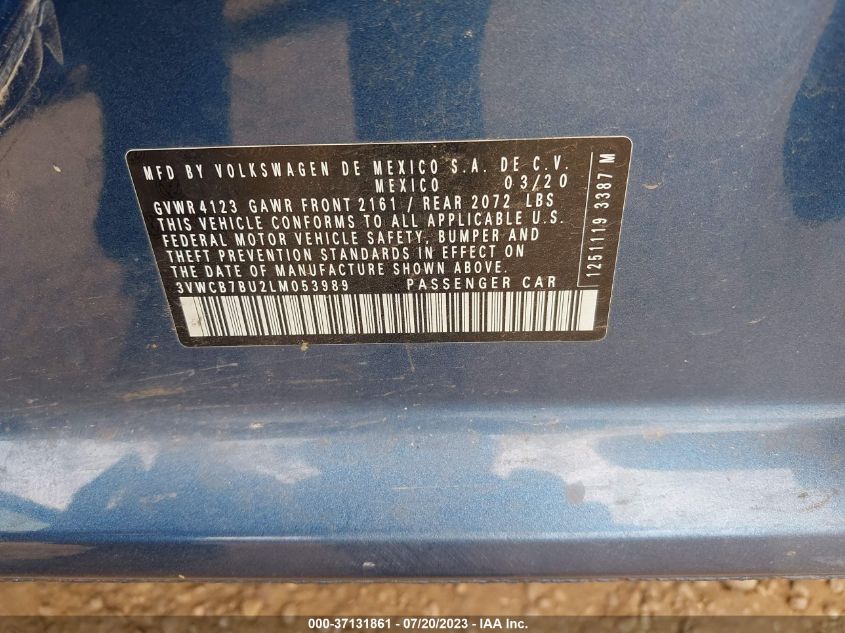 MFD BY VOLKSWAGEN DE MEXICO S.A. DE C.V.
MEXICO 03/20
GVWR 4123 GAWR FRONT 2161 / REAR 2072 LBS
THIS VEHICLE CONFORMS TO ALL APPLICABLE U.S.
FEDERAL MOTOR VEHICLE SAFETY, BUMPER AND
THEFT PREVENTION STANDARDS IN EFFECT ON
THE DATE OF MANUFACTURE SHOWN ABOVE.
3VWCB7BU2LM053989 PASSENGER CAR
1251119 3387 M
000-37131861 - 07/20/2023 - IAA Inc.